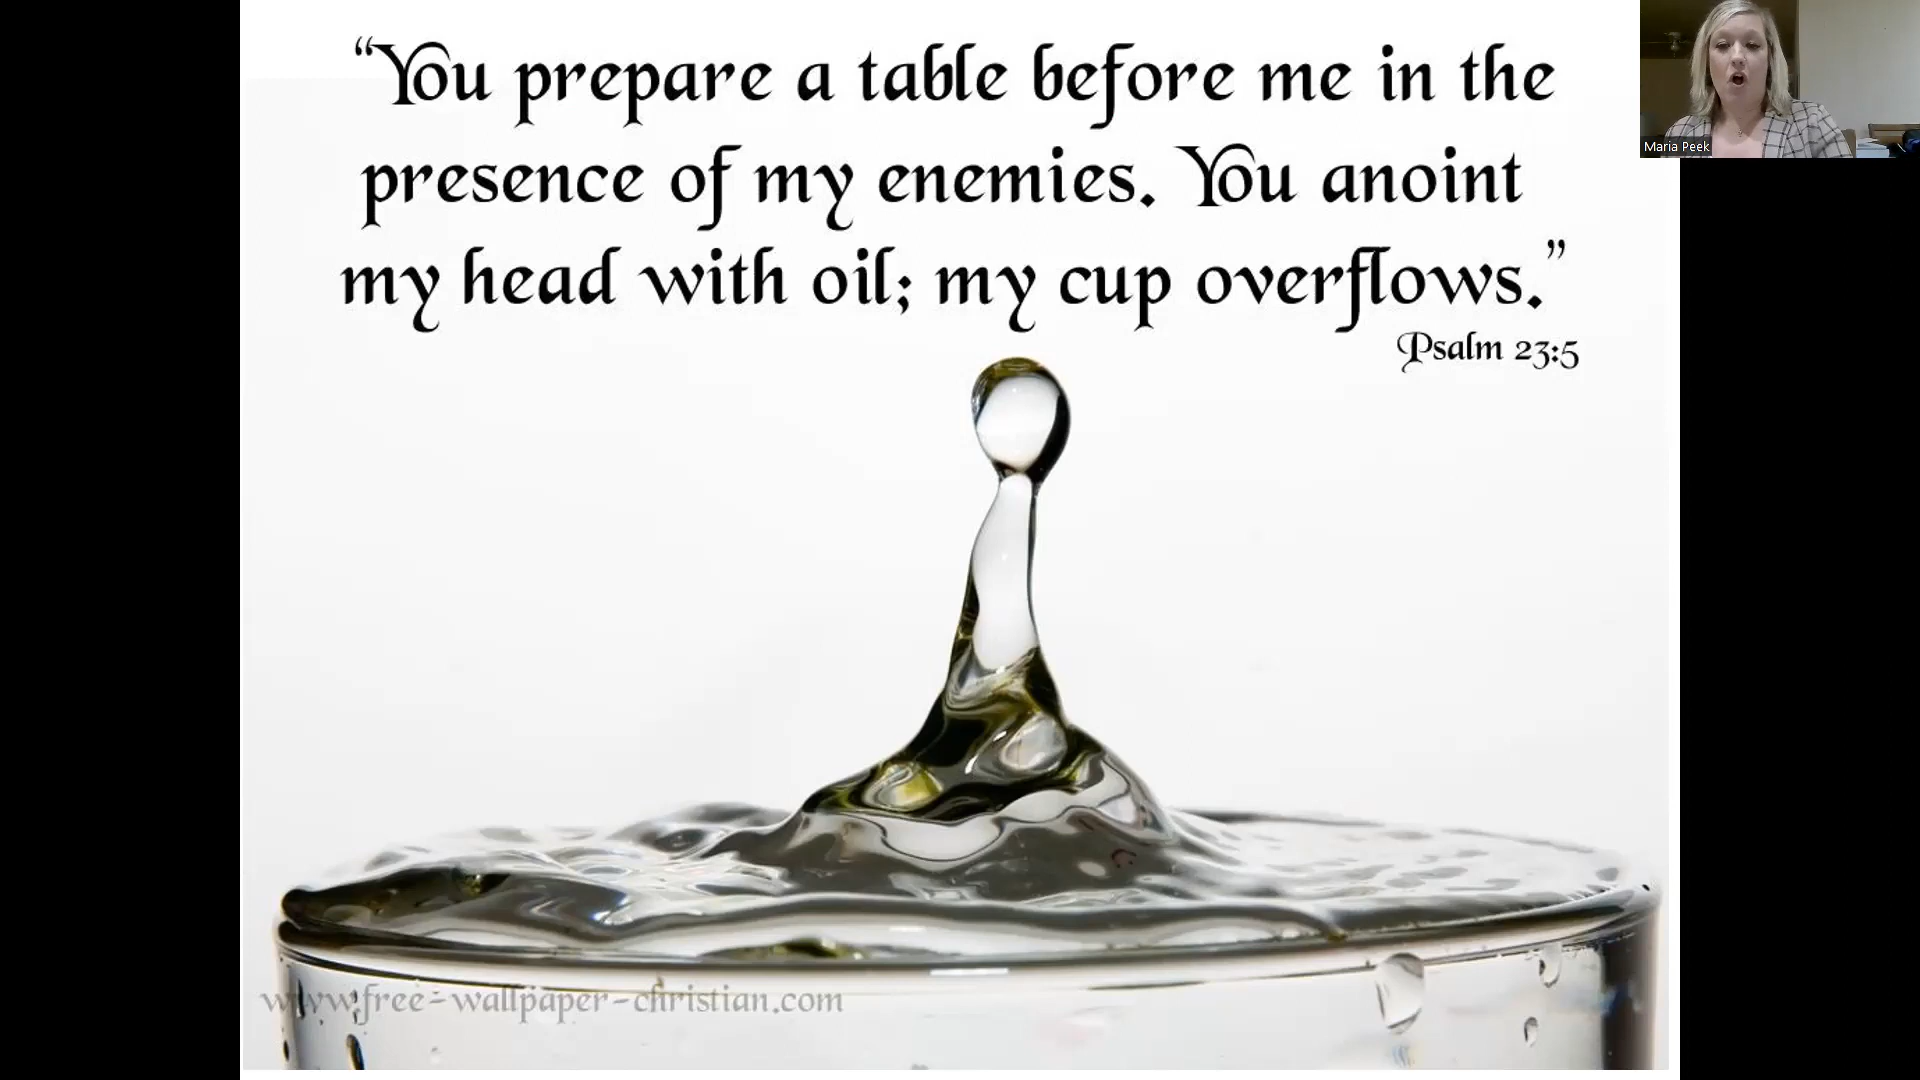 “You prepare a table before me in the
presence of my enemies. You anoint
my head with oil; my cup overflows.”
Psalm 23:5
www.free-wallpaper-christian.com
Maria Peek